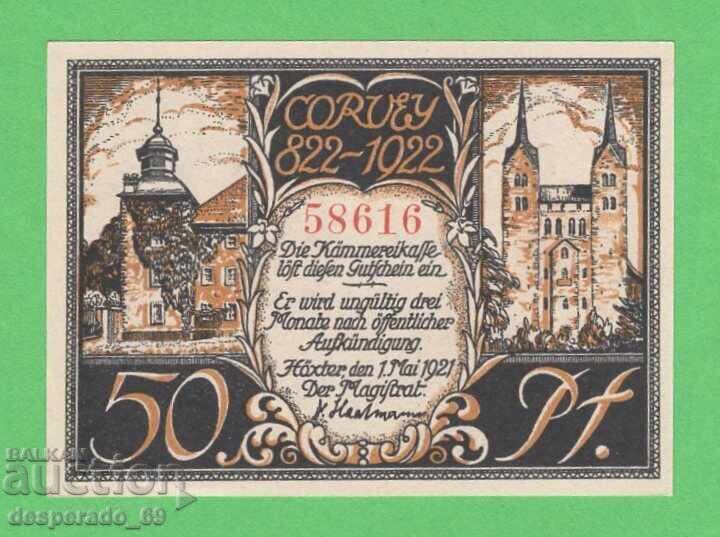 CORVEY
822-1922
58616
Die Kämmereikasse
löst diesen Gutschein ein.
Er wird ungültig drei
Monate nach öffentlicher
Aufkündigung.
Höxter den 1. Mai 1921
Der Magistrat.
50 Pf.
BALKAN
auction
desperado_69